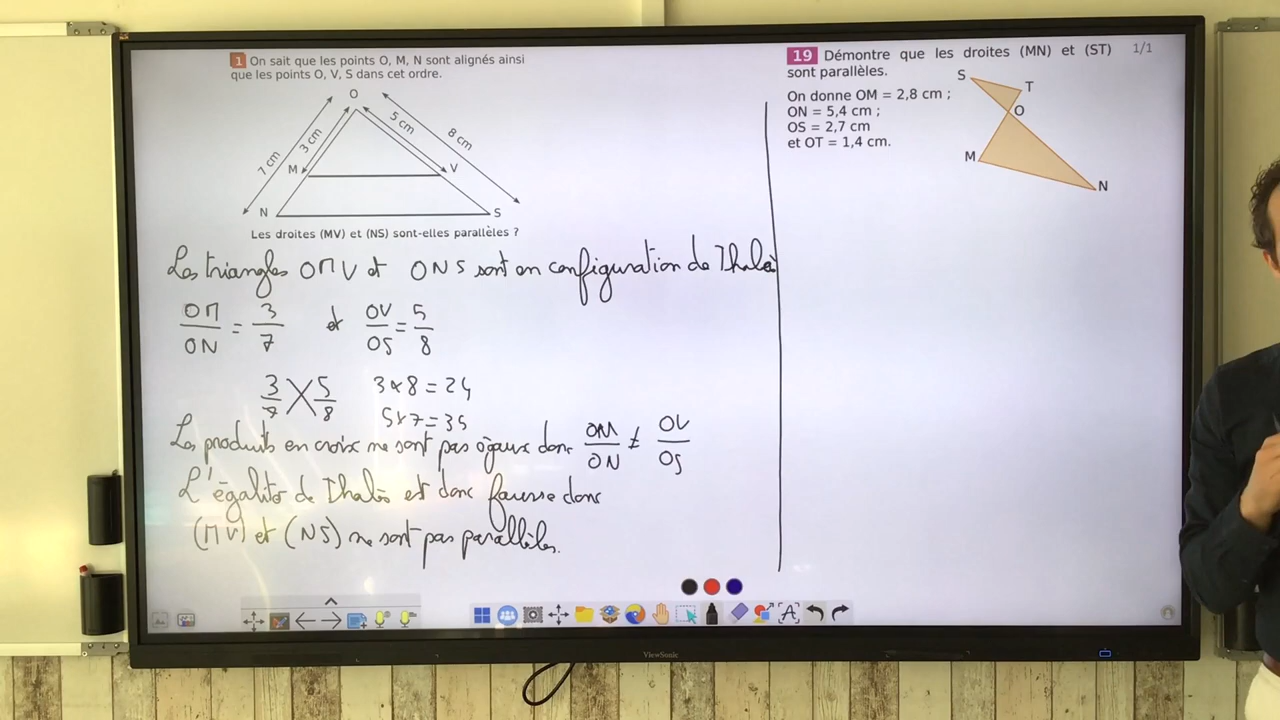 1 On sait que les points O, M, N sont alignés ainsi
que les points O, V, S dans cet ordre.
O
5 cm
8 cm
3 cm
7 cm
M
V
N
S
Les droites (MV) et (NS) sont-elles parallèles ?
Les triangles OMV et ONS sont en configuration de Thalès
OM/ON = 3/7 et OV/OS = 5/8
3/7 X 5/8 3x8 = 24
5x7 = 35
Les produits en croix ne sont pas égaux donc OM/ON ≠ OV/OS
L'égalité de Thalès est donc fausse donc
(MV) et (NS) ne sont pas parallèles.
19 Démontre que les droites (MN) et (ST)
sont parallèles.
1/1
On donne OM = 2,8 cm ;
ON = 5,4 cm ;
OS = 2,7 cm
et OT = 1,4 cm.
S
T
O
M
N
A
ViewSonic